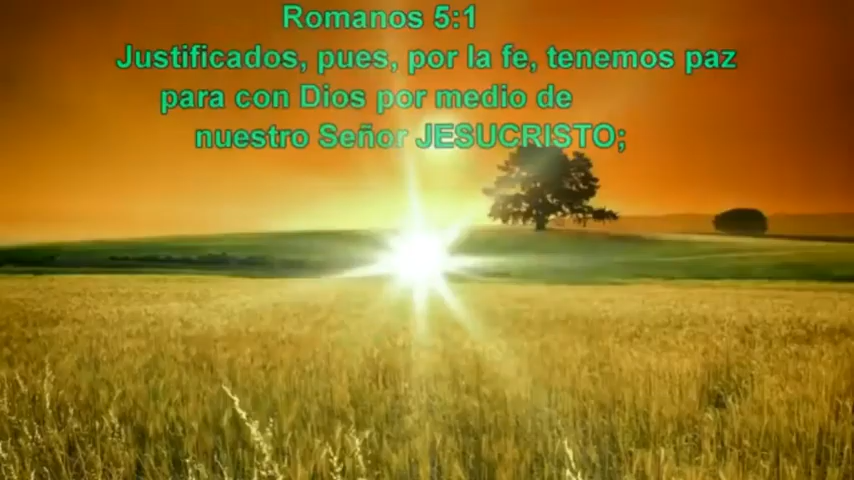 Romanos 5:1
Justificados, pues, por la fe, tenemos paz
para con Dios por medio de
nuestro Señor JESUCRISTO;